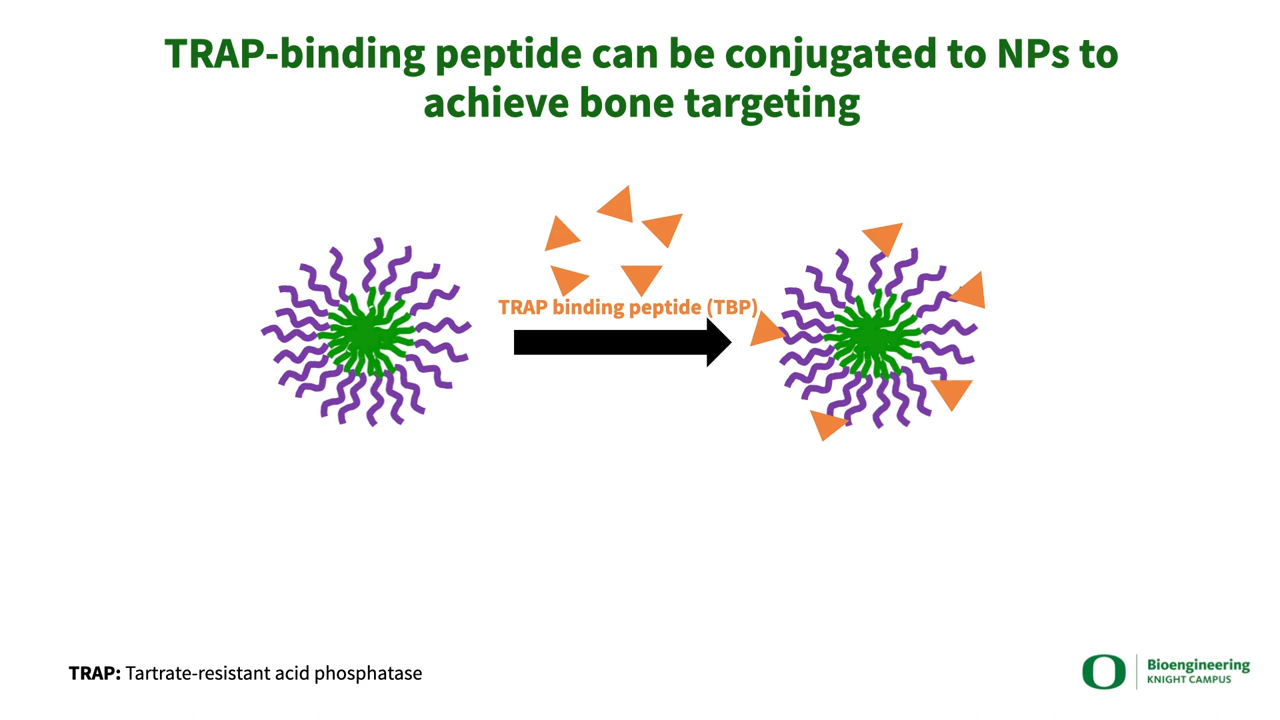 TRAP-binding peptide can be conjugated to NPs to
achieve bone targeting
TRAP binding peptide (TBP)
TRAP: Tartrate-resistant acid phosphatase
O
Bioengineering
KNIGHT CAMPUS